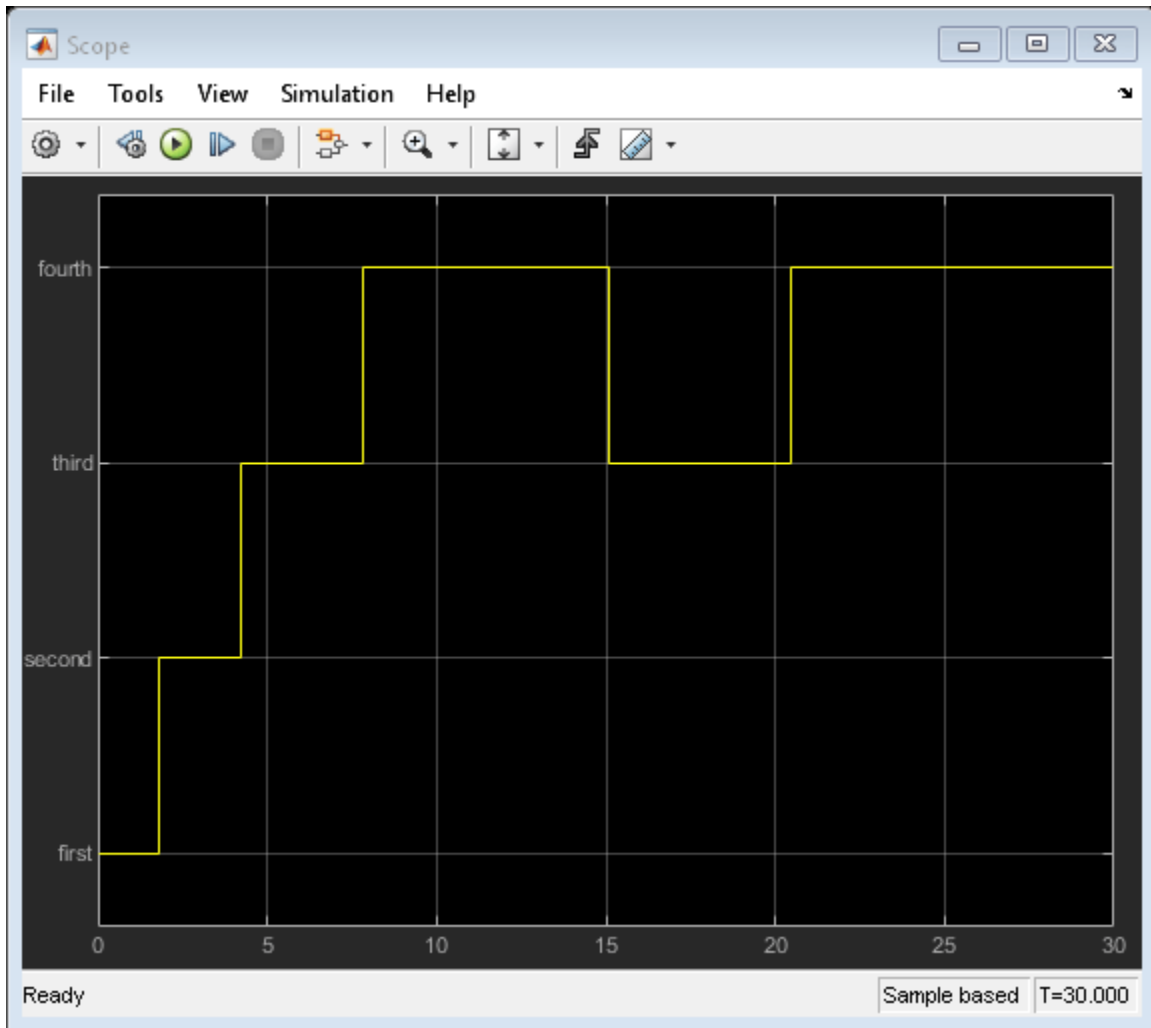 Scope
File Tools View Simulation Help
fourth
third
second
first
0 5 10 15 20 25 30
Ready Sample based T=30.000